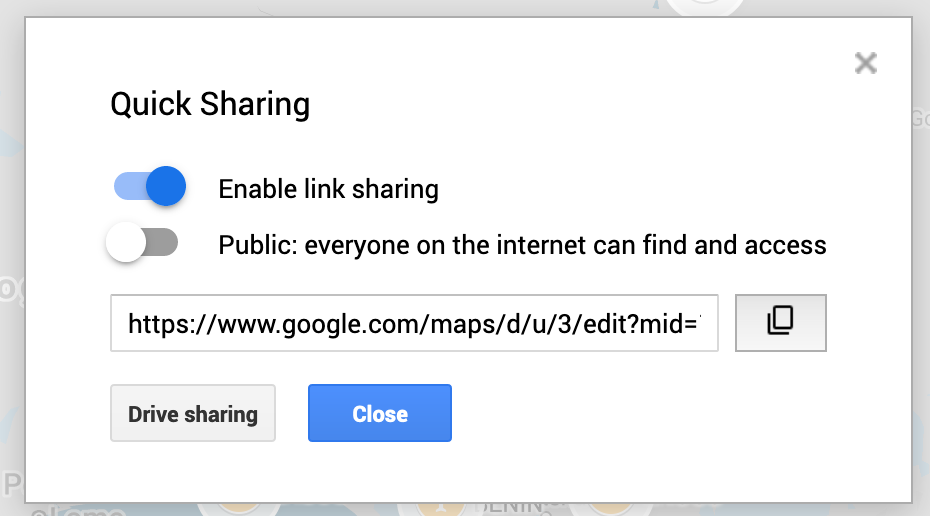 Quick Sharing
Enable link sharing
Public: everyone on the internet can find and access
https://www.google.com/maps/d/u/3/edit?mid=
Drive sharing
Close